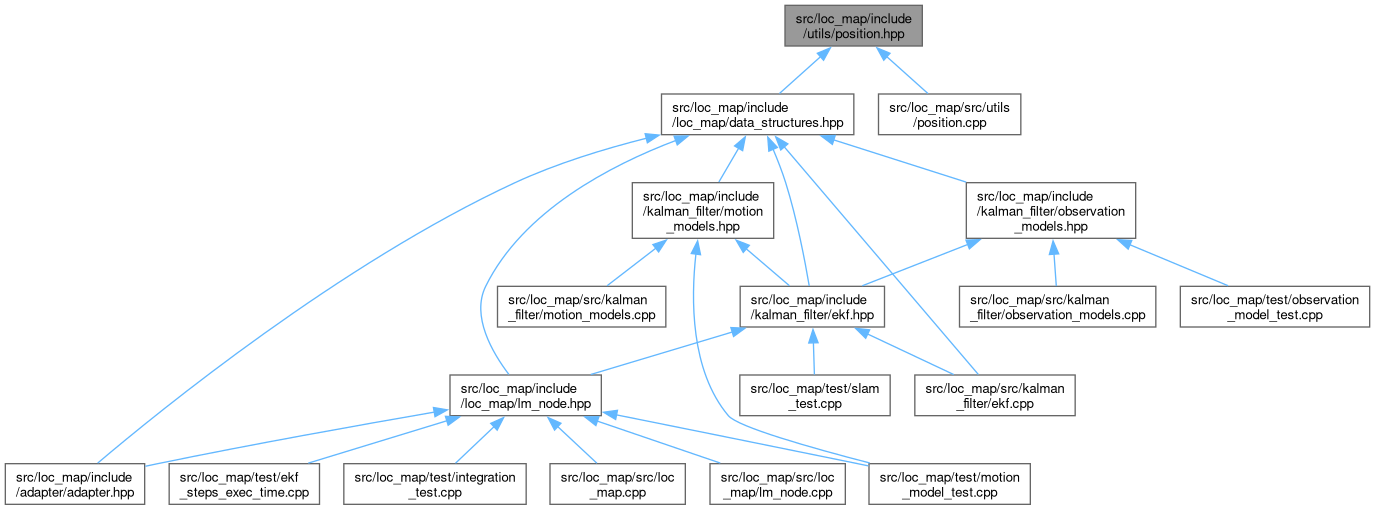 src/loc_map/include
/utils/position.hpp
src/loc_map/include
/loc_map/data_structures.hpp
src/loc_map/src/utils
/position.cpp
src/loc_map/include
/kalman_filter/motion
_models.hpp
src/loc_map/include
/kalman_filter/observation
_models.hpp
src/loc_map/src/kalman
_filter/motion_models.cpp
src/loc_map/include
/kalman_filter/ekf.hpp
src/loc_map/src/kalman
_filter/observation_models.cpp
src/loc_map/test/observation
_model_test.cpp
src/loc_map/include
/loc_map/lm_node.hpp
src/loc_map/test/slam
_test.cpp
src/loc_map/src/kalman
_filter/ekf.cpp
src/loc_map/include
/adapter/adapter.hpp
src/loc_map/test/ekf
_steps_exec_time.cpp
src/loc_map/test/integration
_test.cpp
src/loc_map/src/loc
_map.cpp
src/loc_map/src/loc
_map/lm_node.cpp
src/loc_map/test/motion
_model_test.cpp